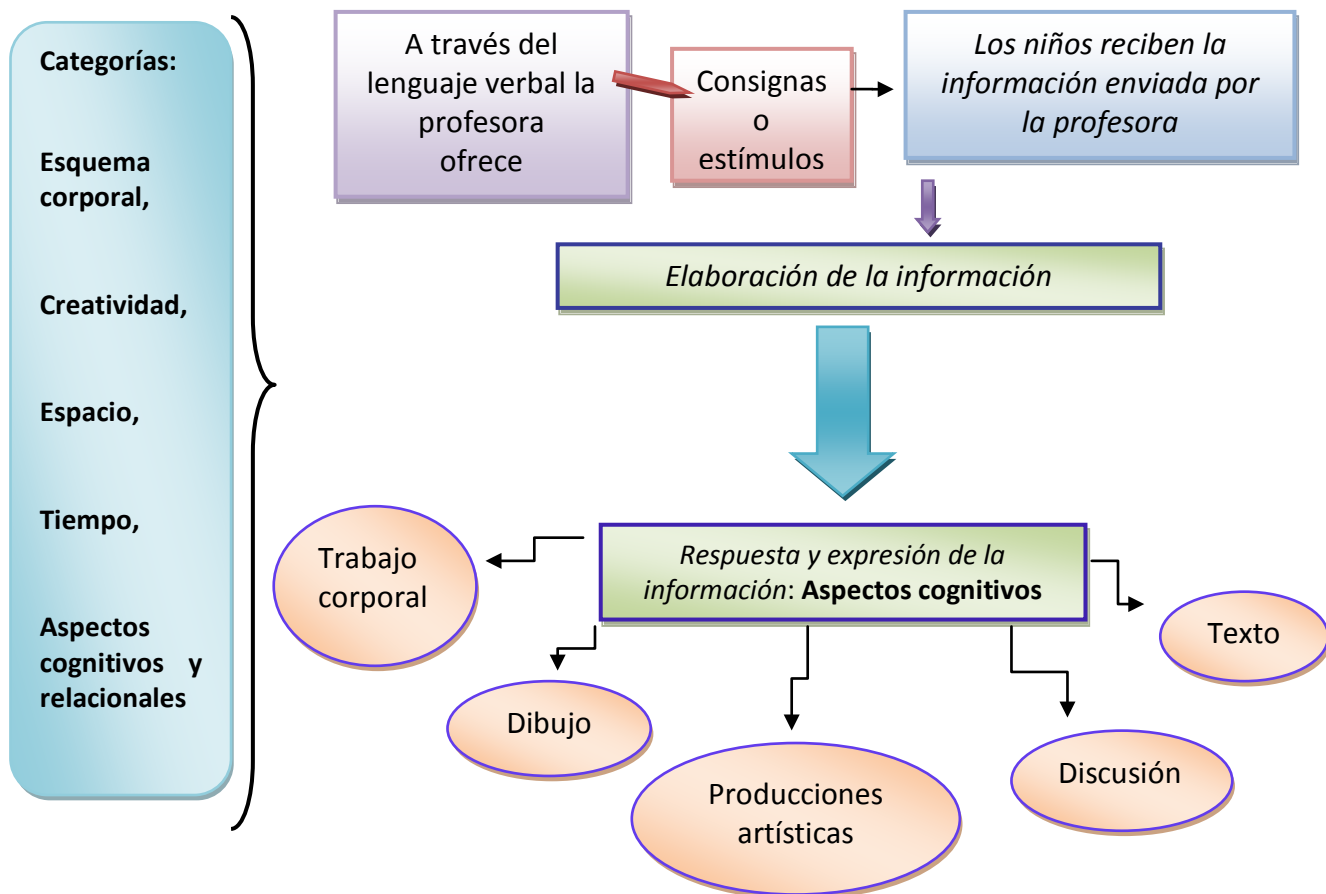 Categorías:
Esquema
corporal,
Creatividad,
Espacio,
Tiempo,
Aspectos
cognitivos y
relacionales
A través del
lenguaje verbal la
profesora
ofrece
Consignas
o
estímulos
Los niños reciben la
información enviada por
la profesora
Elaboración de la información
Respuesta y expresión de la
información: Aspectos cognitivos
Trabajo
corporal
Dibujo
Producciones
artísticas
Discusión
Texto